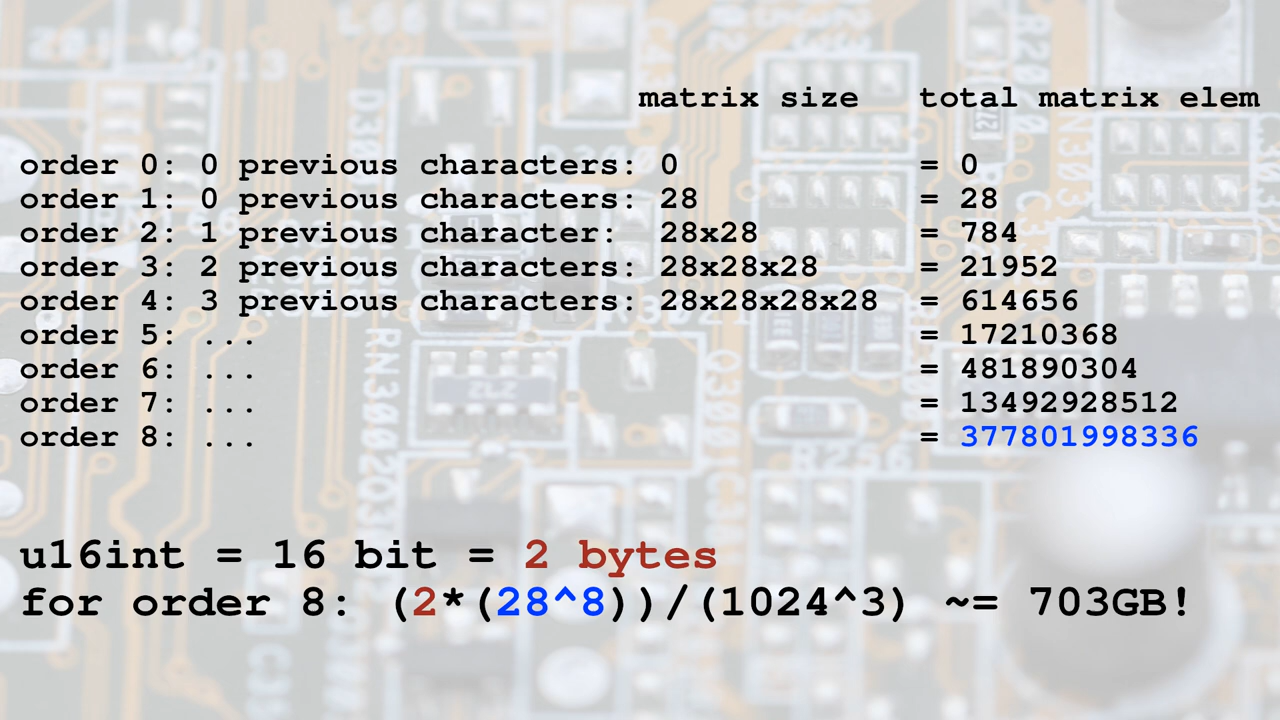 matrix size total matrix elem
order 0: 0 previous characters: 0 = 0
order 1: 0 previous characters: 28 = 28
order 2: 1 previous character: 28x28 = 784
order 3: 2 previous characters: 28x28x28 = 21952
order 4: 3 previous characters: 28x28x28x28 = 614656
order 5: ... = 17210368
order 6: ... = 481890304
order 7: ... = 13492928512
order 8: ... = 377801998336
u16int = 16 bit = 2 bytes
for order 8: (2*(28^8))/(1024^3) ~= 703GB!